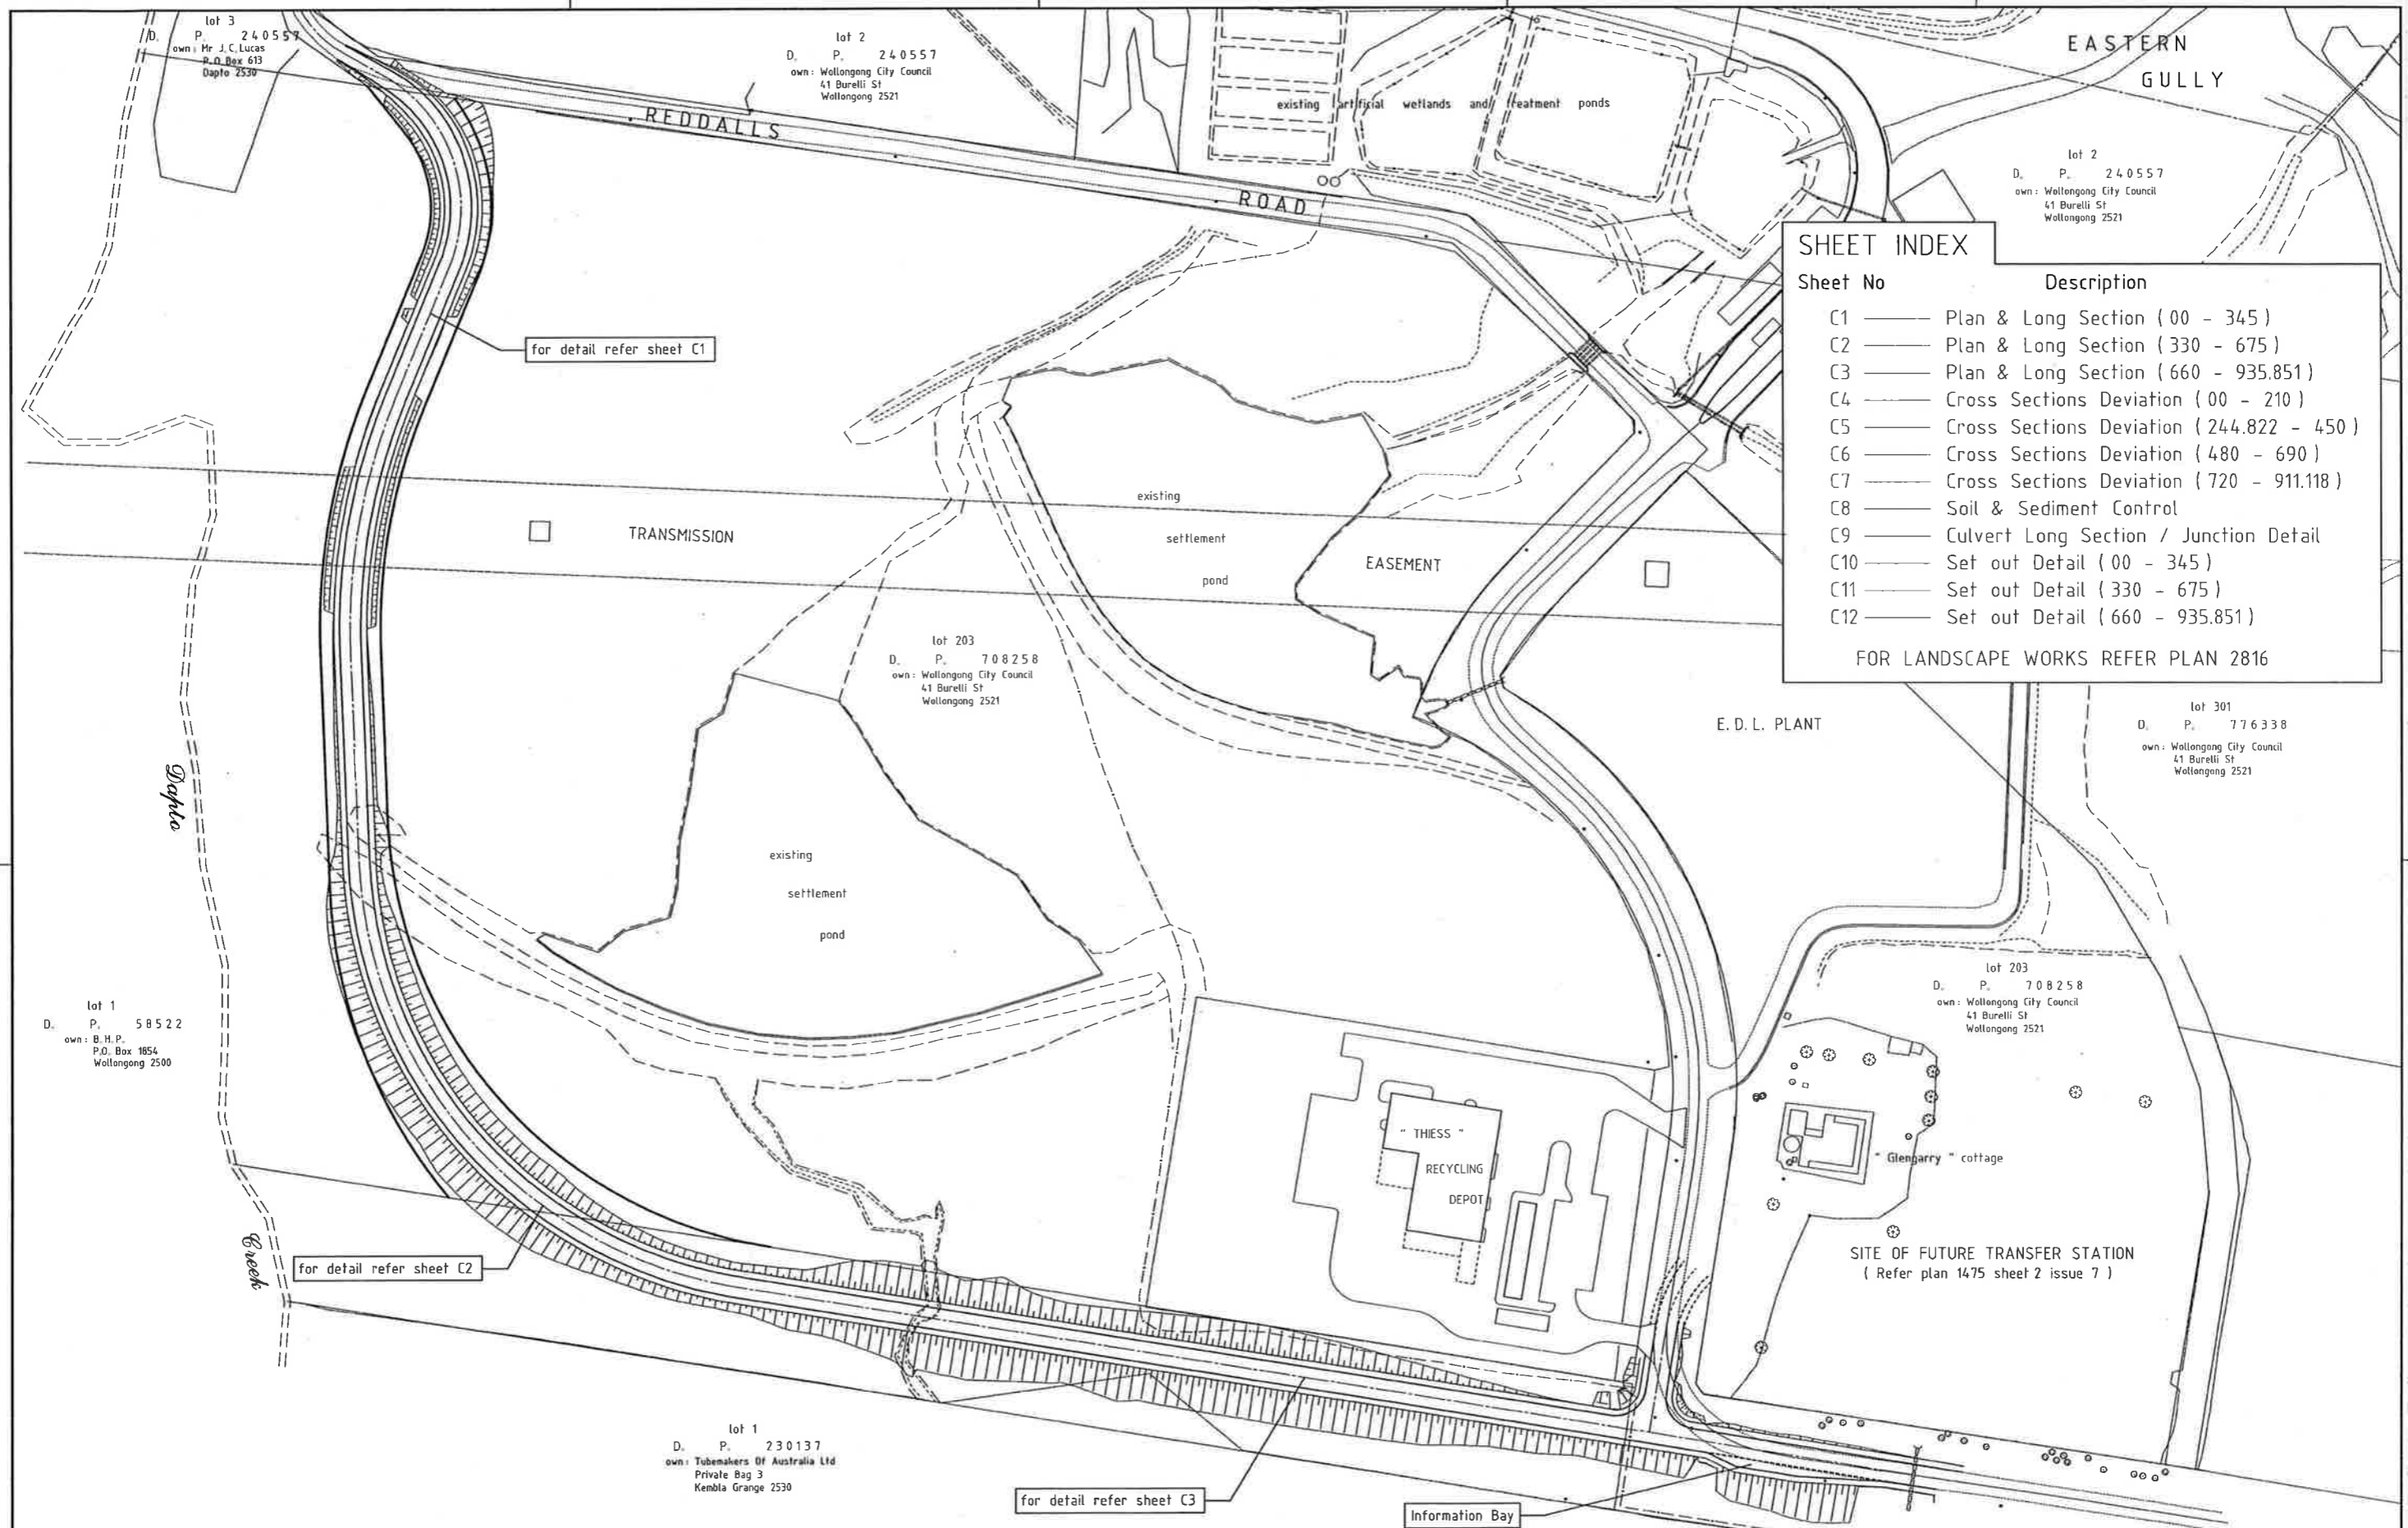 lot 3
D. P. 240557
own: Mr J.C. Lucas
P.O. Box 613
Dapto 2530
lot 2
D. P. 240557
own: Wollongong City Council
41 Burelli St
Wollongong 2521
REDDALLS
ROAD
existing artificial wetlands and treatment ponds
EASTERN
GULLY
lot 2
D. P. 240557
own: Wollongong City Council
41 Burelli St
Wollongong 2521
SHEET INDEX
Sheet No Description
C1 Plan & Long Section (00 - 345)
C2 Plan & Long Section (330 - 675)
C3 Plan & Long Section (660 - 935.851)
C4 Cross Sections Deviation (00 - 210)
C5 Cross Sections Deviation (244.822 - 450)
C6 Cross Sections Deviation (480 - 690)
C7 Cross Sections Deviation (720 - 911.118)
C8 Soil & Sediment Control
C9 Culvert Long Section / Junction Detail
C10 Set out Detail (00 - 345)
C11 Set out Detail (330 - 675)
C12 Set out Detail (660 - 935.851)
FOR LANDSCAPE WORKS REFER PLAN 2816
for detail refer sheet C1
TRANSMISSION
existing
settlement
pond
EASEMENT
lot 203
D. P. 708258
own: Wollongong City Council
41 Burelli St
Wollongong 2521
E.D.L. PLANT
lot 301
D. P. 776338
own: Wollongong City Council
41 Burelli St
Wollongong 2521
Dapto
existing
settlement
pond
lot 1
D. P. 58522
own: B.H.P.
P.O. Box 1854
Wollongong 2500
lot 203
D. P. 708258
own: Wollongong City Council
41 Burelli St
Wollongong 2521
" THIESS "
RECYCLING
DEPOT
" Glengarry " cottage
Creek
for detail refer sheet C2
SITE OF FUTURE TRANSFER STATION
( Refer plan 1475 sheet 2 issue 7 )
lot 1
D. P. 230137
own: Tubemakers Of Australia Ltd
Private Bag 3
Kembla Grange 2530
for detail refer sheet C3
Information Bay